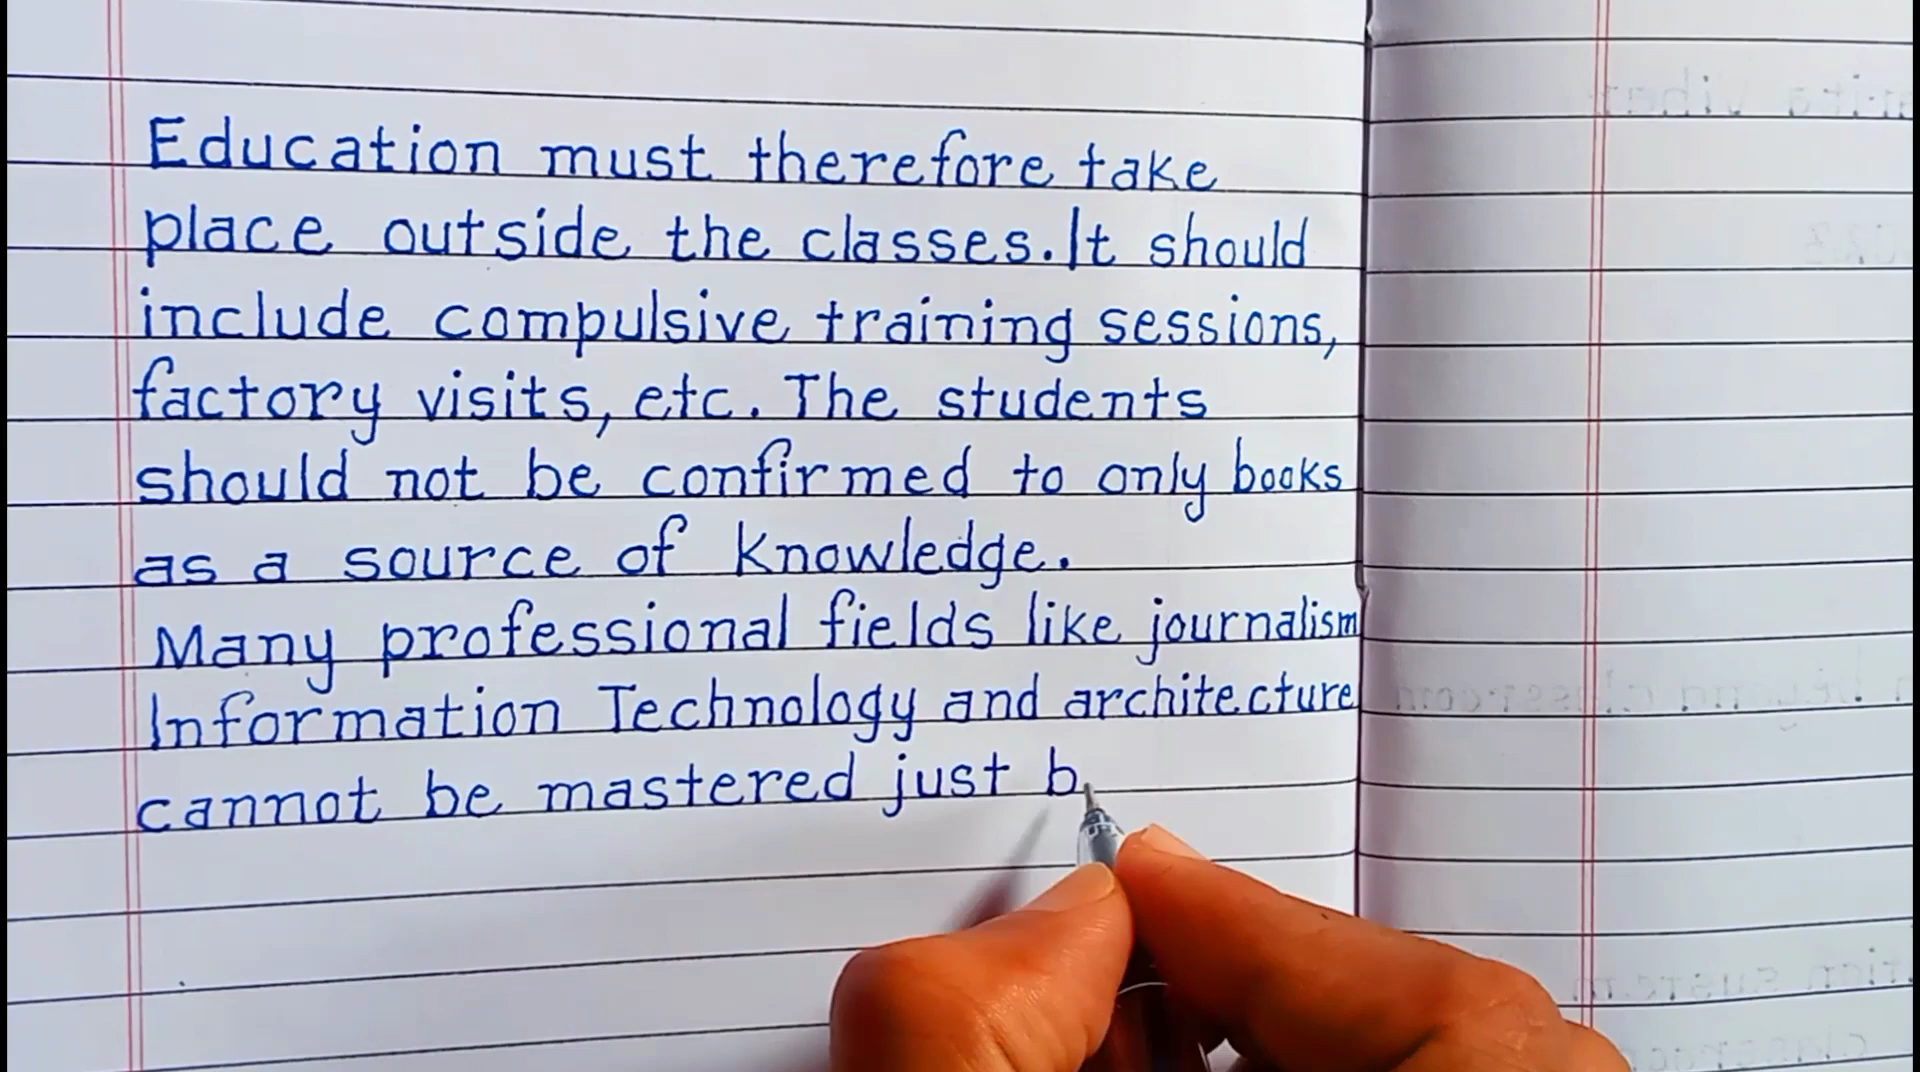 Education must therefore take
place outside the classes. It should
include compulsive training sessions,
factory visits, etc. The students
should not be confirmed to only books
as a source of knowledge.
Many professional fields like journalism
Information Technology and architecture
cannot be mastered just b